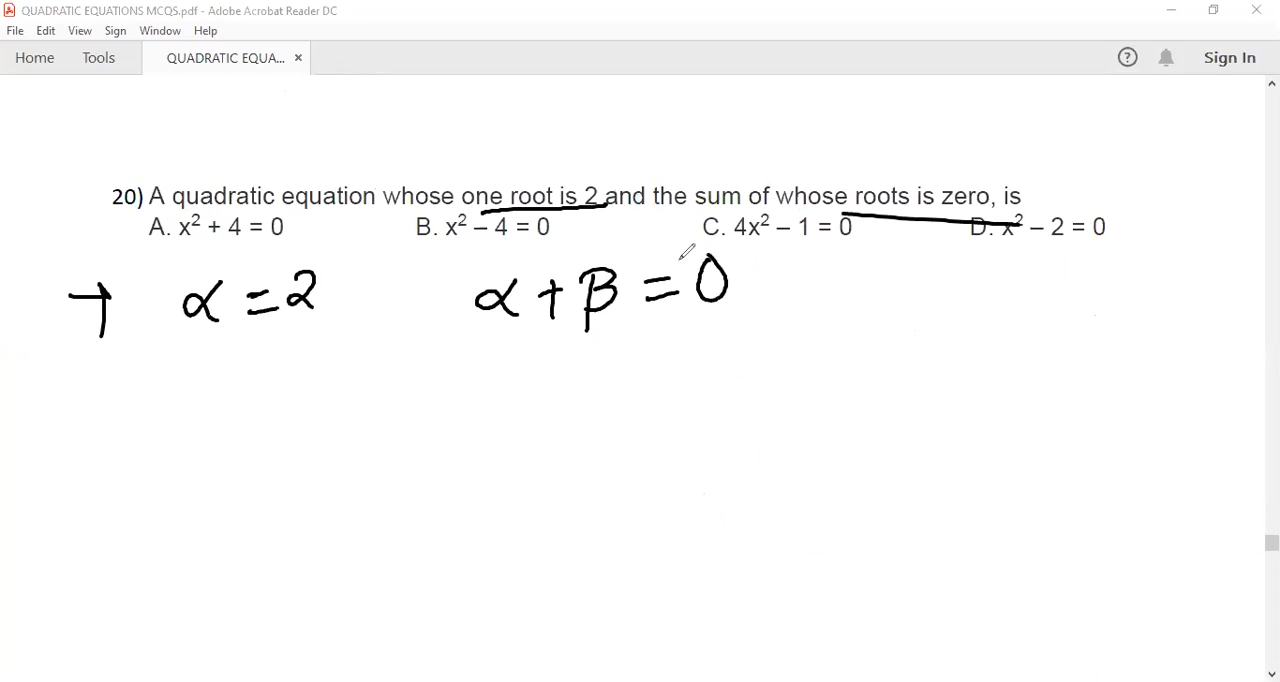 QUADRATIC EQUATIONS MCQS.pdf - Adobe Acrobat Reader DC
File Edit View Sign Window Help
Home Tools QUADRATIC EQUA... × ? Sign In
20) A quadratic equation whose one root is 2 and the sum of whose roots is zero, is
A. x² + 4 = 0 B. x² – 4 = 0 C. 4x² – 1 = 0 D. x² – 2 = 0
→ α = 2 α + β = 0